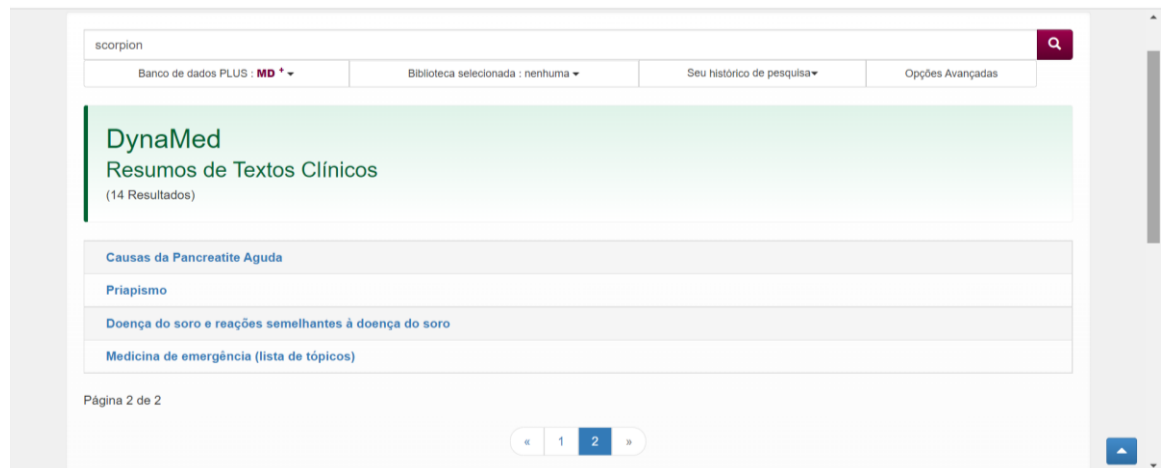 scorpion
Banco de dados PLUS : MD + Biblioteca selecionada : nenhuma Seu histórico de pesquisa Opções Avançadas
DynaMed
Resumos de Textos Clínicos
(14 Resultados)
Causas da Pancreatite Aguda
Priapismo
Doença do soro e reações semelhantes à doença do soro
Medicina de emergência (lista de tópicos)
Página 2 de 2
« 1 2 »